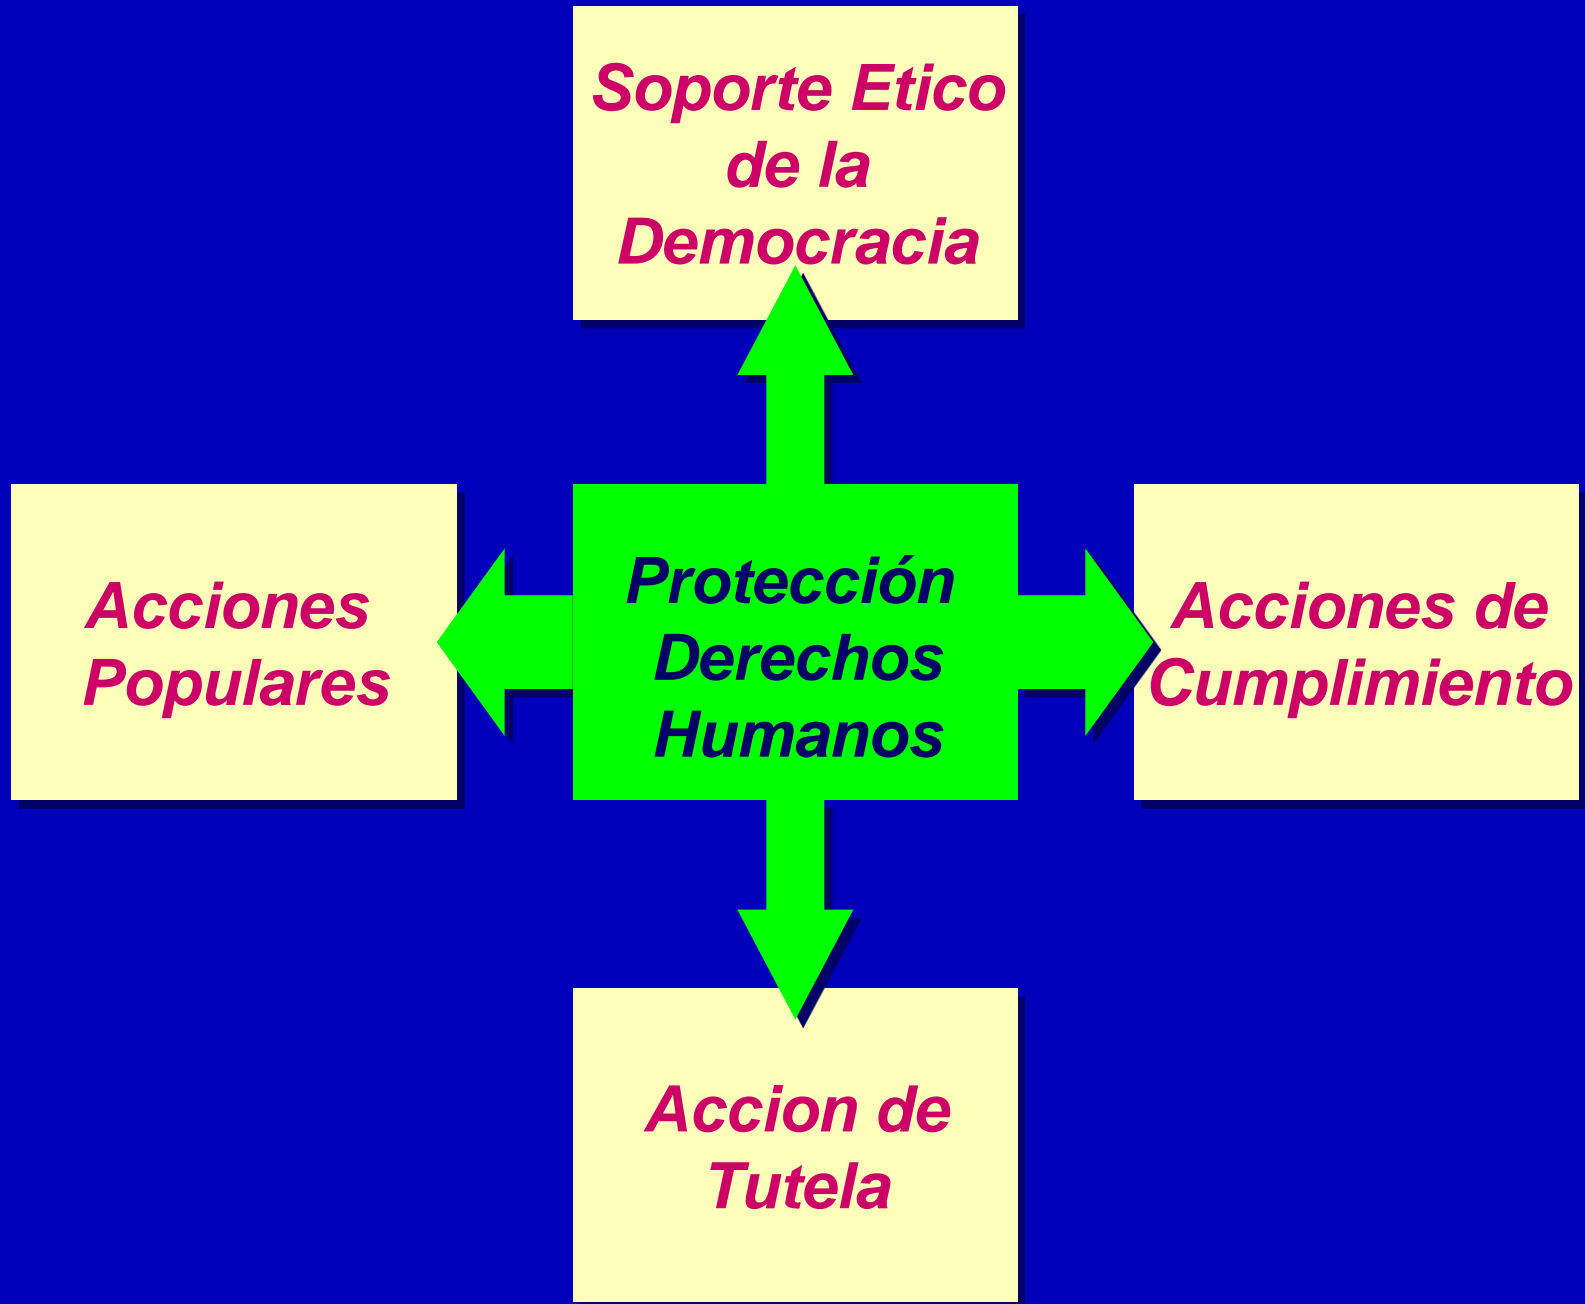 Soporte Etico
de la
Democracia
Acciones
Populares
Protección
Derechos
Humanos
Acciones de
Cumplimiento
Accion de
Tutela